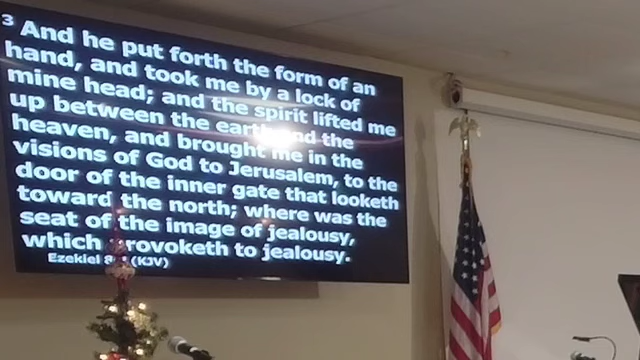 3 And he put forth the form of an
hand, and took me by a lock of
mine head; and the spirit lifted me
up between the earth and the
heaven, and brought me in the
visions of God to Jerusalem, to the
door of the inner gate that looketh
toward the north; where was the
seat of the image of jealousy,
which provoketh to jealousy.
Ezekiel 8:3 (KJV)